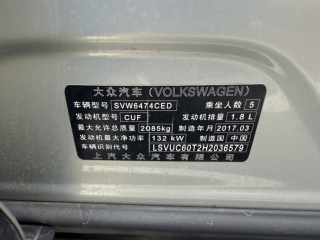 大众汽车 (VOLKSWAGEN)
车辆型号 SVW6474CED 乘坐人数 5
发动机型号 CUF 发动机排量 1.8 L
最大允许总质量 2085kg 制造年月 2017.03
发动机最大净功率 132 kW 制造国 中国
车辆识别代号 LSVUC60T2H2036579
上汽大众汽车有限公司